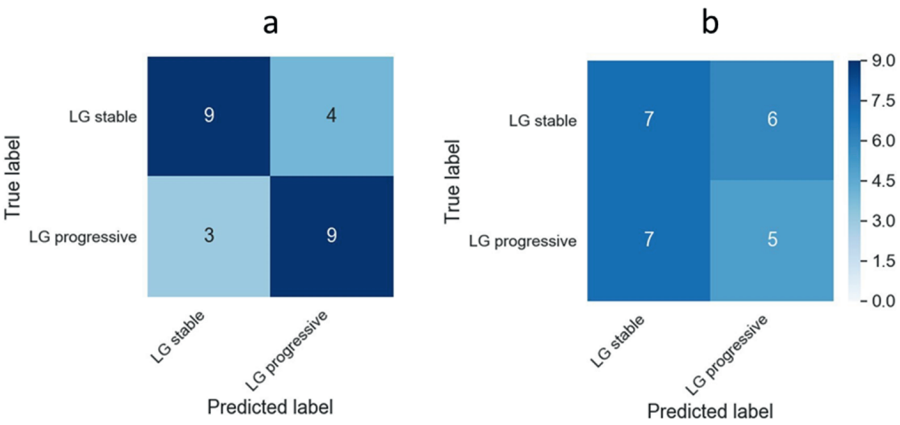 a
b
True label
LG stable
9
4
LG progressive
3
9
LG stable
LG progressive
Predicted label
True label
LG stable
7
6
LG progressive
7
5
LG stable
LG progressive
Predicted label
9.0
7.5
6.0
4.5
3.0
1.5
0.0